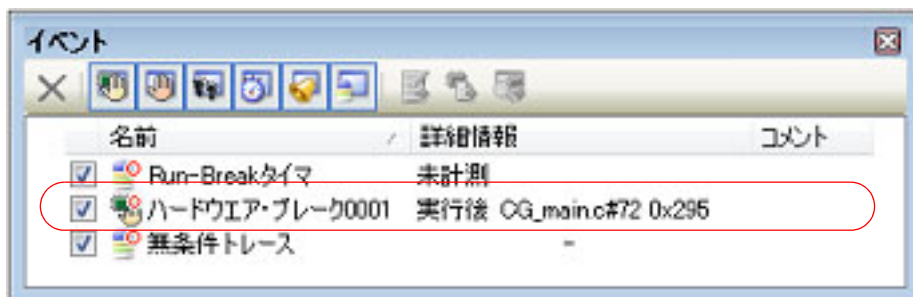 イベント
名前 詳細情報 コメント
Run-Breakタイマ 未計測
ハードウエア・ブレーク0001 実行後 CG_main.c#72 0x295
無条件トレース -